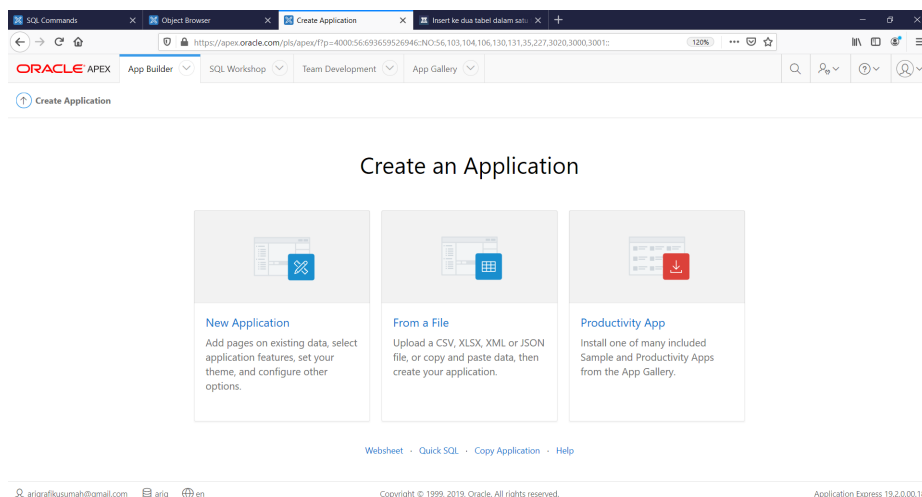 SQL Commands
Object Browser
Create Application
Insert ke dua tabel dalam satu
https://apex.oracle.com/pls/apex/f?p=4000:56:693659526946:NO:56,103,104,106,130,131,35,227,3020,3000,3001::
120%
ORACLE APEX App Builder SQL Workshop Team Development App Gallery
Create Application
Create an Application
New Application
Add pages on existing data, select
application features, set your
theme, and configure other
options.
From a File
Upload a CSV, XLSX, XML or JSON
file, or copy and paste data, then
create your application.
Productivity App
Install one of many included
Sample and Productivity Apps
from the App Gallery.
Websheet · Quick SQL · Copy Application · Help
ariarafikusumah@gmail.com aria en
Copyright © 1999, 2019, Oracle. All rights reserved.
Application Express 19.2.0.00.18